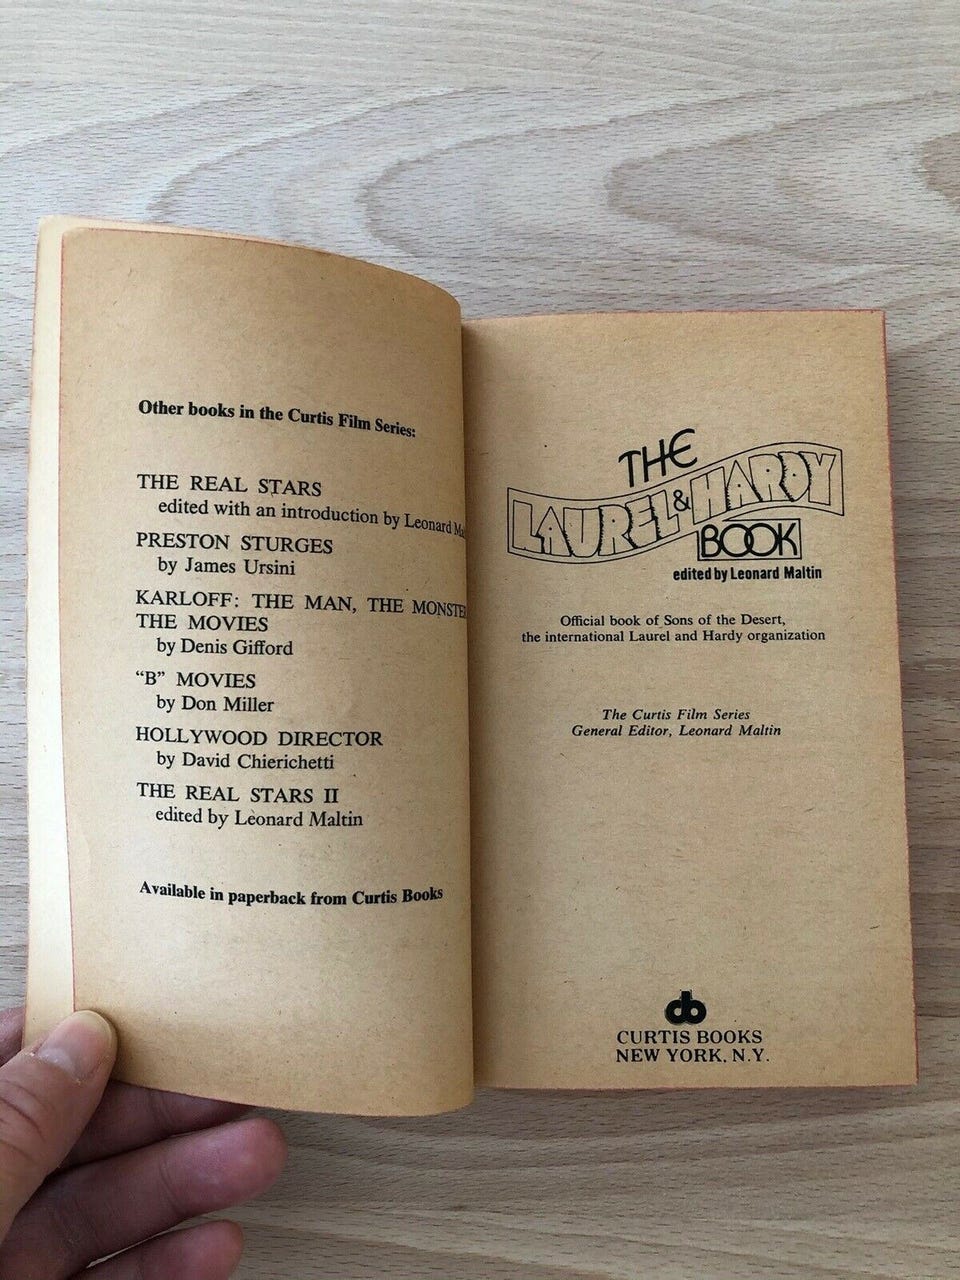 Other books in the Curtis Film Series:
THE REAL STARS
edited with an introduction by Leonard
PRESTON STURGES
by James Ursini
KARLOFF: THE MAN, THE
THE MOVIES
by Denis Gifford
"B" MOVIES
by Don Miller
HOLLYWOOD DIRECTOR
by David Chierichetti
THE REAL STARS II
edited by Leonard Maltin
Available in paperback from Curtis Books
THE
LAUREL & HARDY
BOOK
edited by Leonard Maltin
Official book of Sons of the Desert,
the international Laurel and Hardy organization
The Curtis Film Series
General Editor, Leonard Maltin
cb
CURTIS BOOKS
NEW YORK, N.Y.